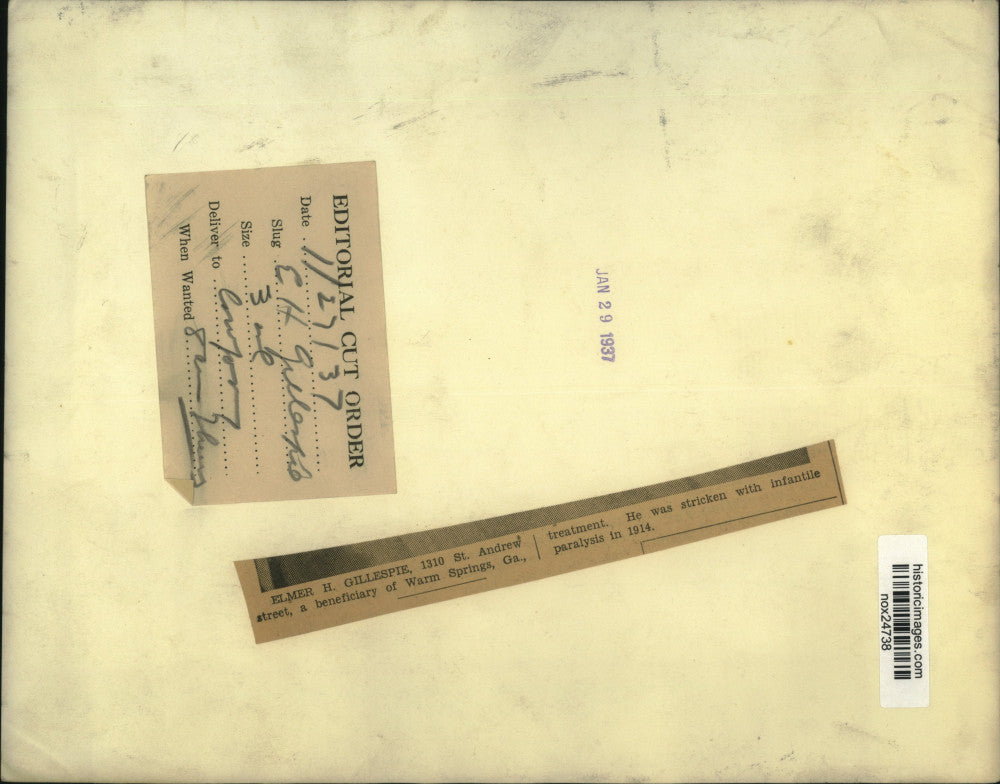 EDITORIAL CUT ORDER
Date . 1/27/37
Slug . E H Gillespie
Size . 3
Deliver to
When Wanted 8
JAN 29 1937
ELMER H. GILLESPIE, 1310 St. Andrew
street, a beneficiary of Warm Springs, Ga.,
treatment. He was stricken with infantile
paralysis in 1914.
historicimages.com
nox24738